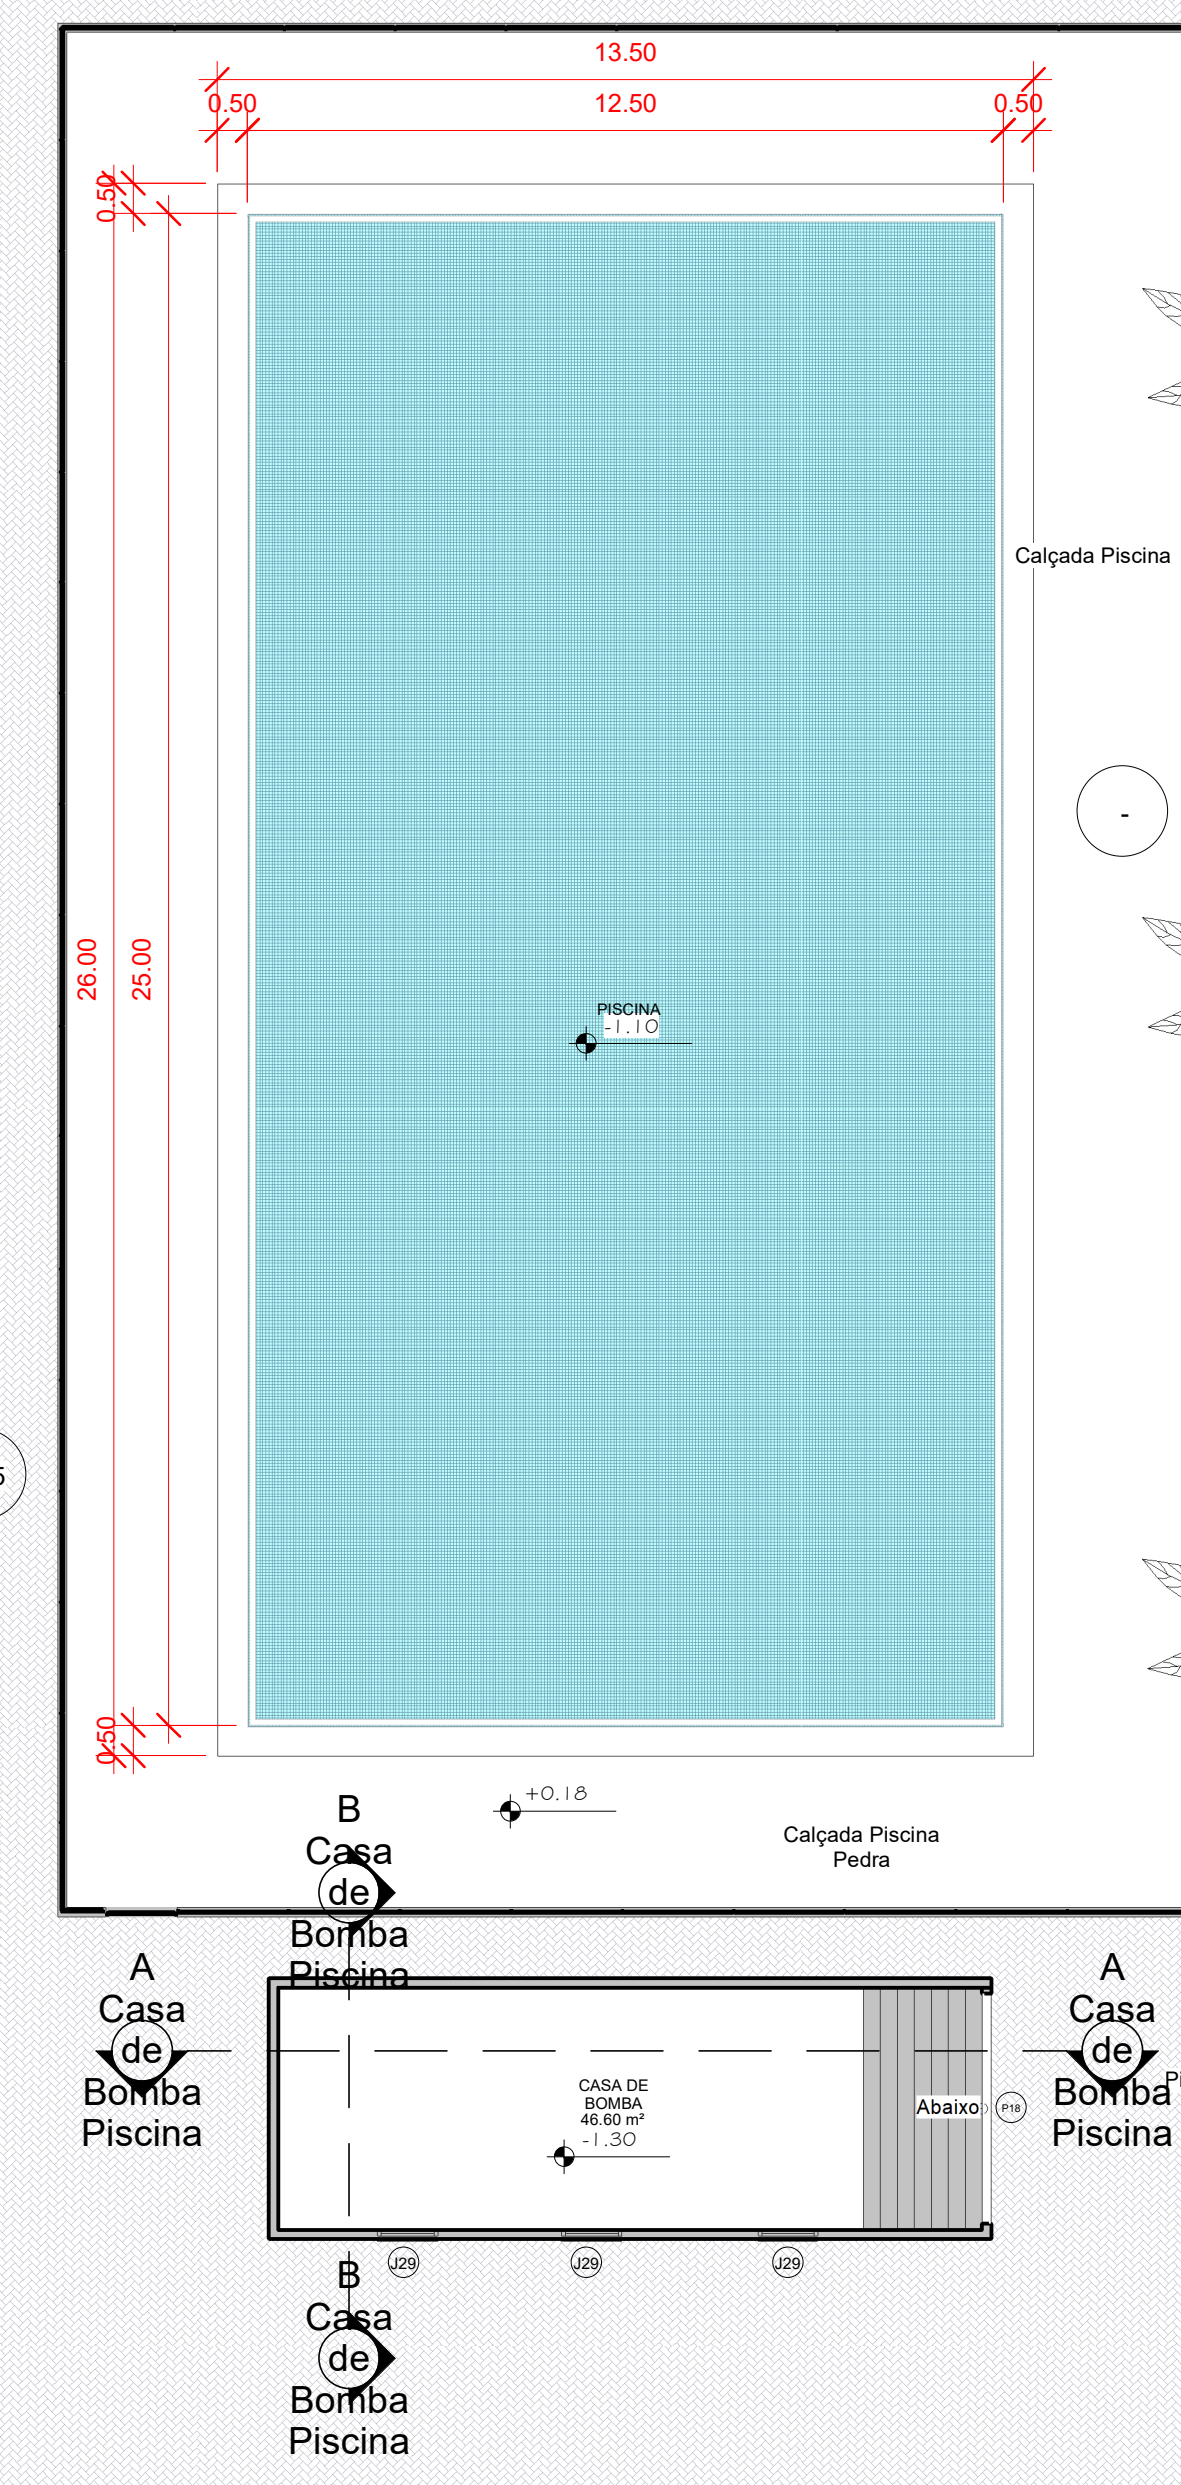 13.50
0.50
12.50
0.50
0.50
Calçada Piscina
-
26.00
25.00
PISCINA
-1.10
0.50
+0.18
Calçada Piscina
Pedra
B
Casa
de
Bomba
Piscina
A
Casa
de
Bomba
Piscina
A
Casa
de
Bomba
Piscina
CASA DE
BOMBA
46.60 m²
-1.30
Abaixo
P18
J29
J29
J29
B
Casa
de
Bomba
Piscina